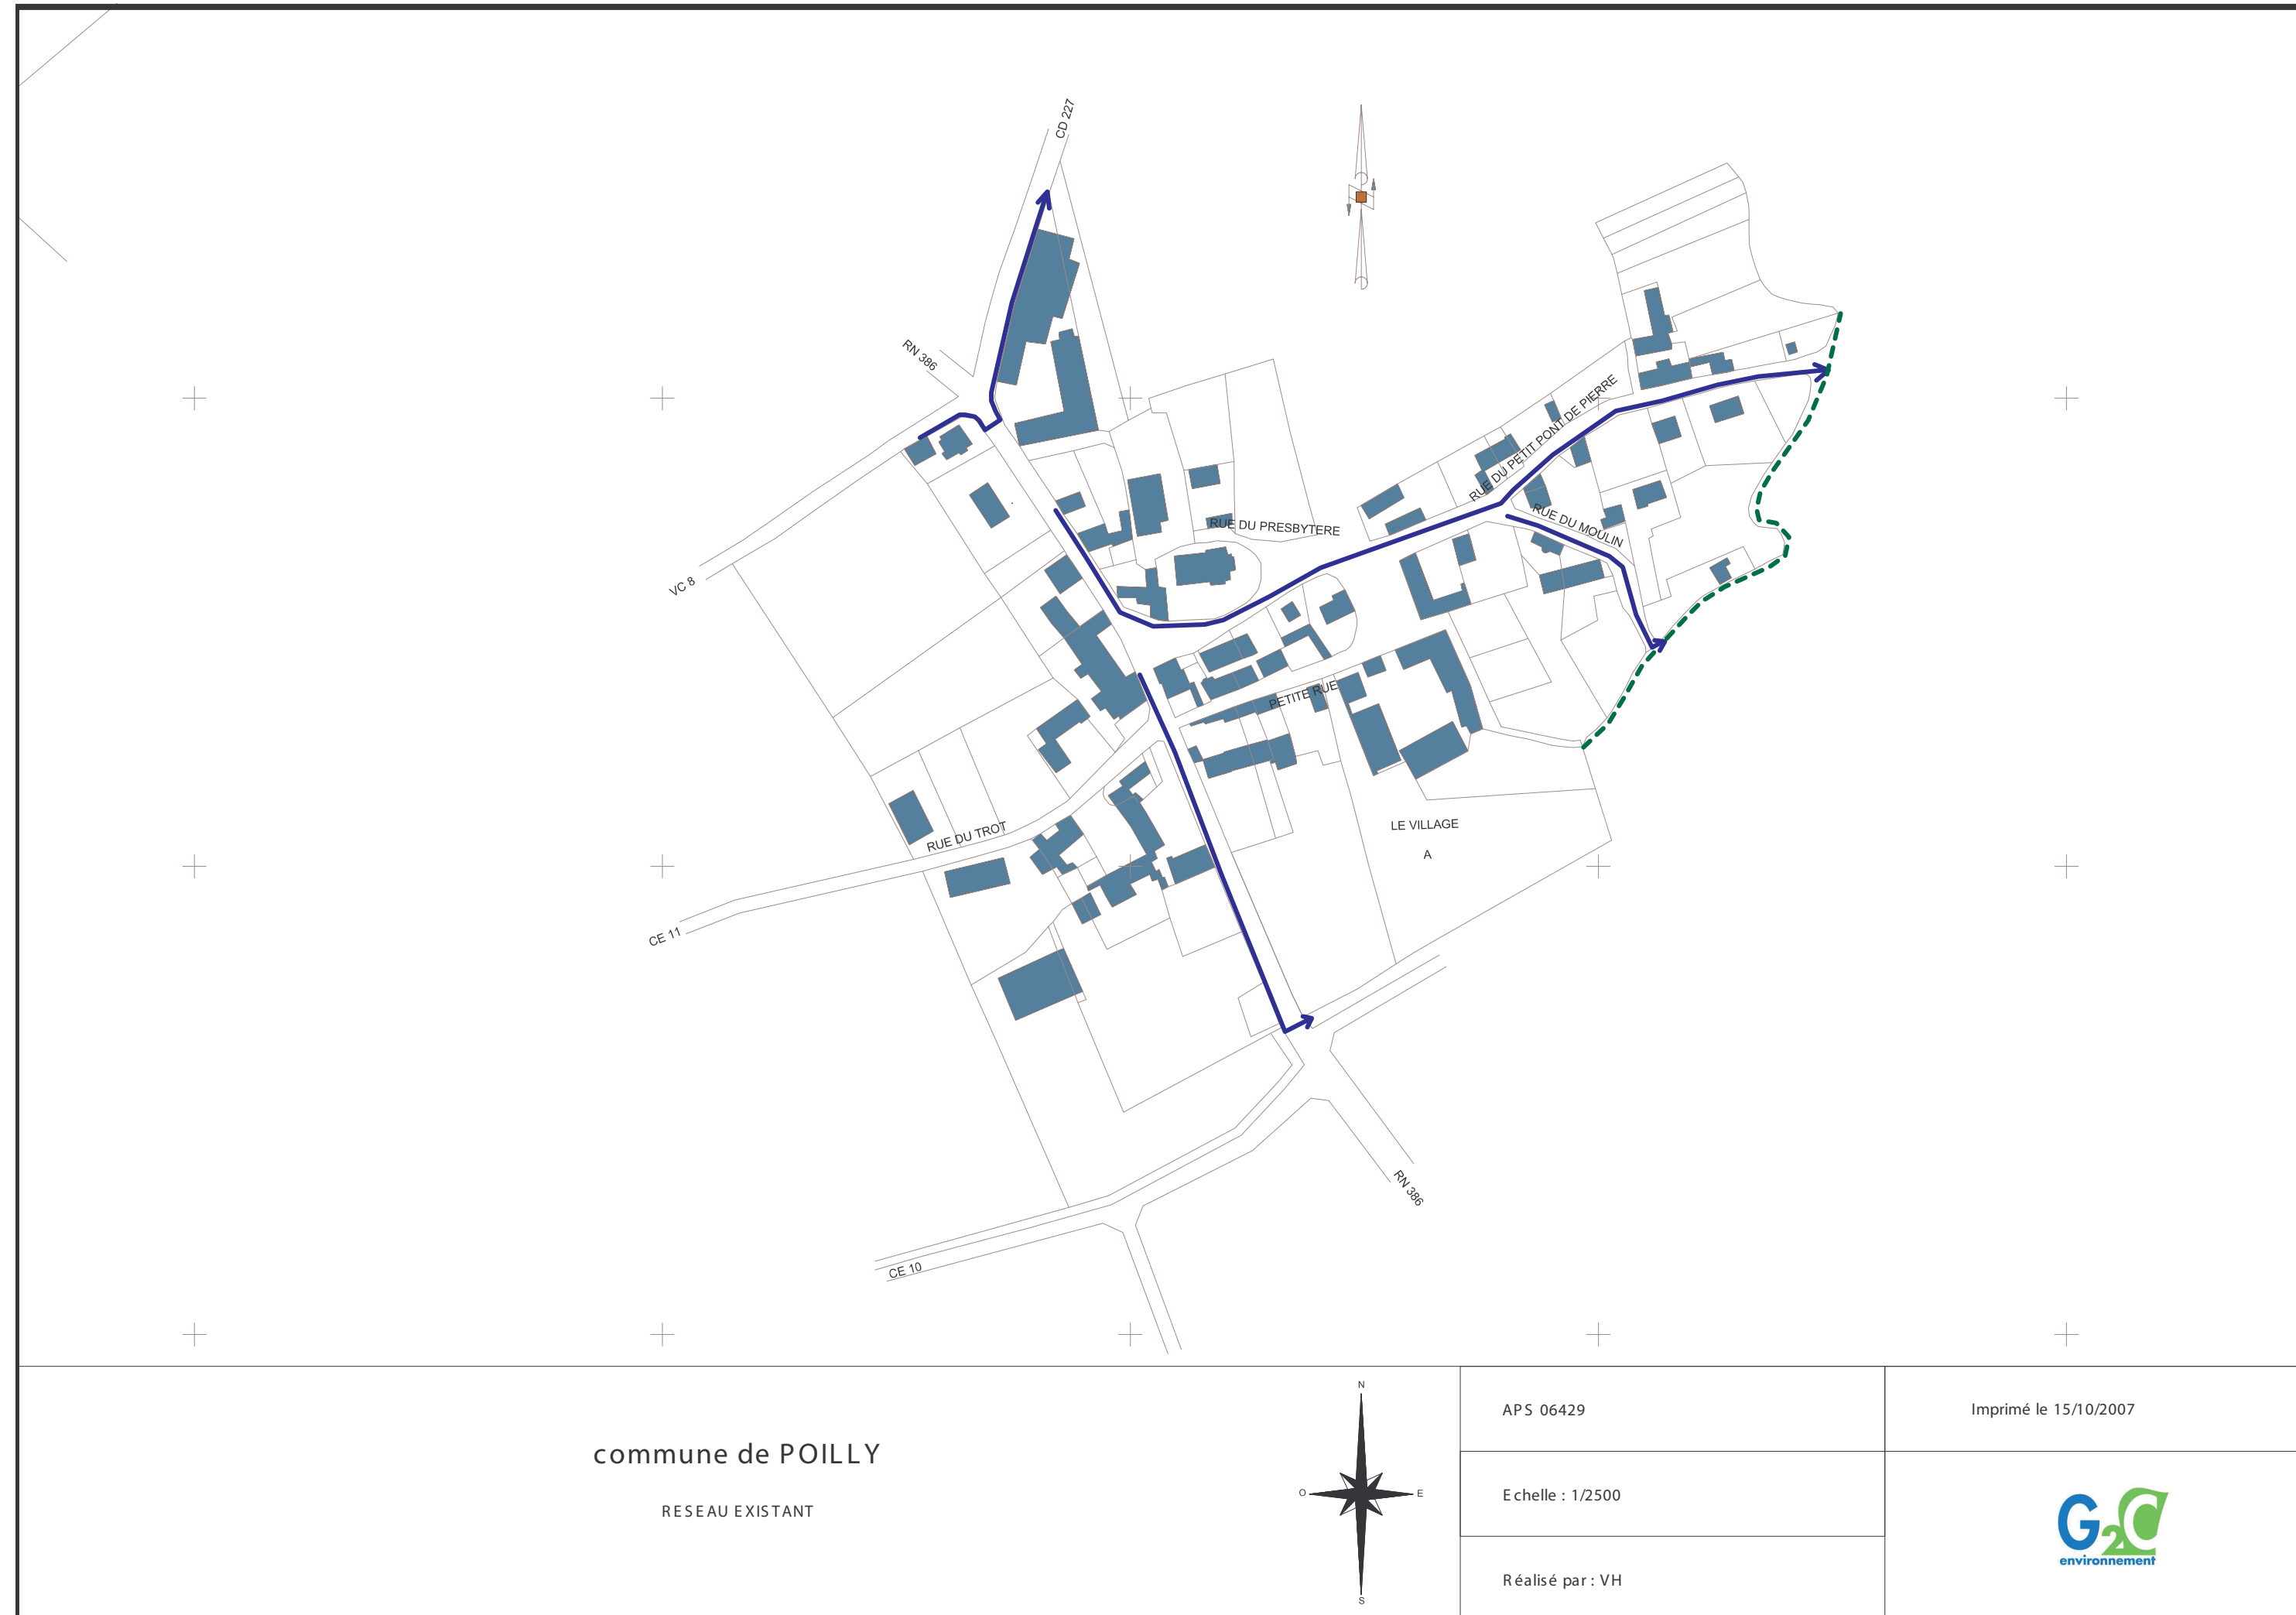 CD 227
RN 386
VC 8
RUE DU PRESBYTERE
RUE DU PETIT PONT DE PIERRE
RUE DU MOULIN
PETITE RUE
RUE DU TROT
LE VILLAGE
A
CE 11
RN 386
CE 10
commune de POILLY
RESEAU EXISTANT
N
O
E
S
APS 06429
Imprimé le 15/10/2007
Echelle : 1/2500
Réalisé par : VH
G2C
environnement